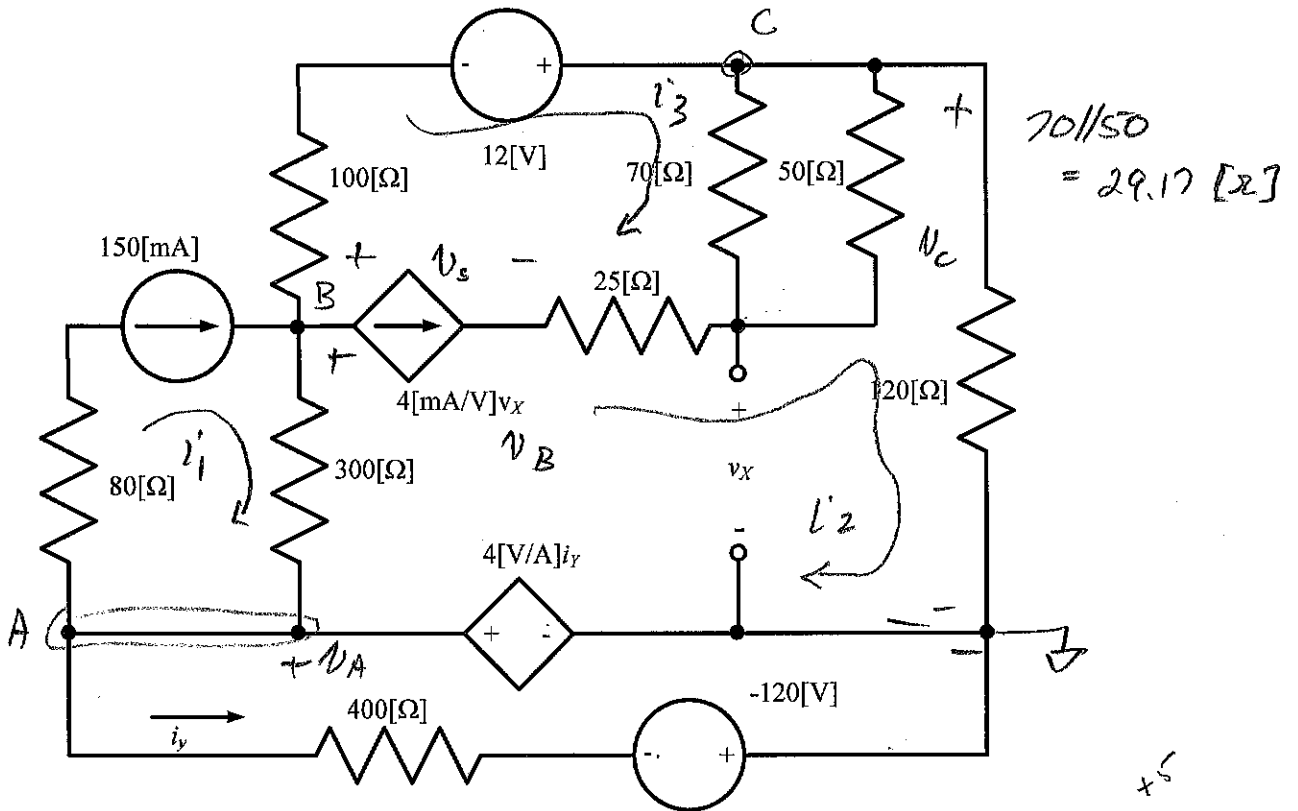 C
- +
i3
+
70//50
= 29.17 [Ω]
12[V]
100[Ω]
70[Ω]
50[Ω]
150[mA]
+ vs -
vc
25[Ω]
B
+
4[mA/V]vX
120[Ω]
+
vB
i1
300[Ω]
vX
80[Ω]
i2
-
4[V/A]iY
A
+ -
-
+ vA
-
-120[V]
400[Ω]
iy
- +
+5